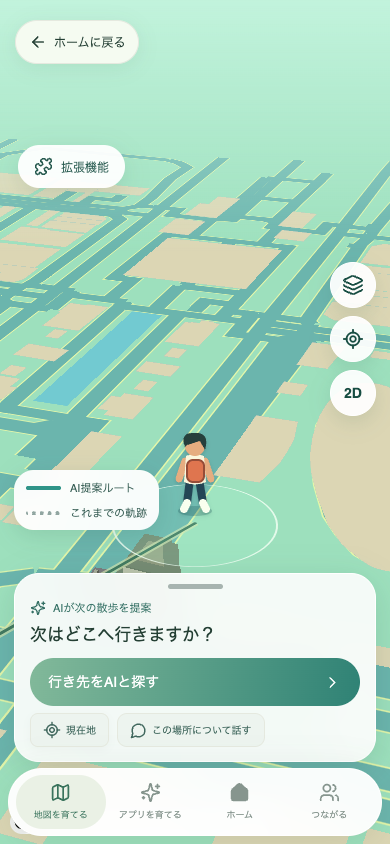 ホームに戻る
拡張機能
2D
AI提案ルート
これまでの軌跡
AIが次の散歩を提案
次はどこへ行きますか？
行き先をAIと探す
現在地
この場所について話す
地図を育てる
アプリを育てる
ホーム
つながる